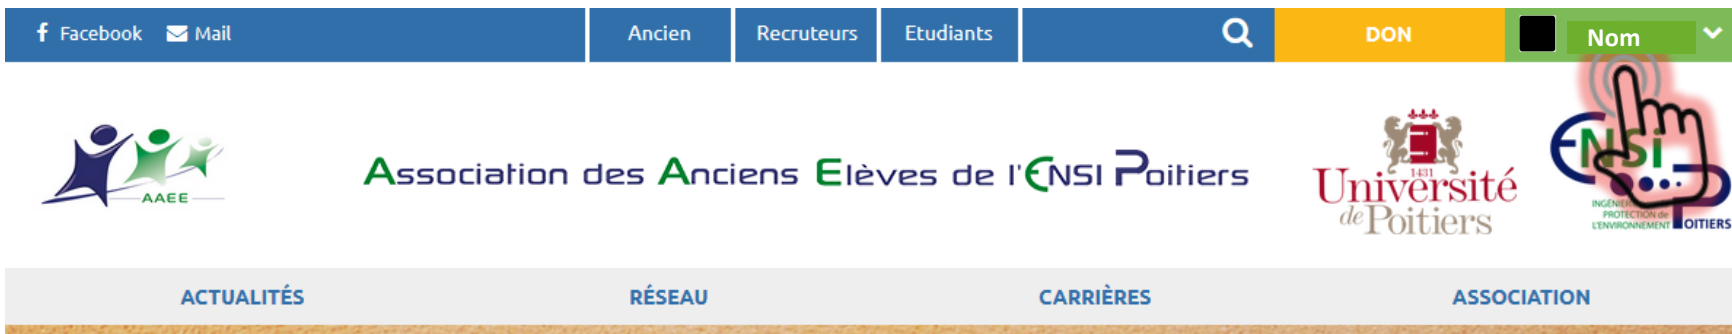 Facebook Mail Ancien Recruteurs Etudiants DON Nom
AAEE
Association des Anciens Elèves de l'ENSI Poitiers
1431
Université
de Poitiers
ENSi
PROTECTION de
L'ENVIRONNEMENT POITIERS
ACTUALITÉS RÉSEAU CARRIÈRES ASSOCIATION